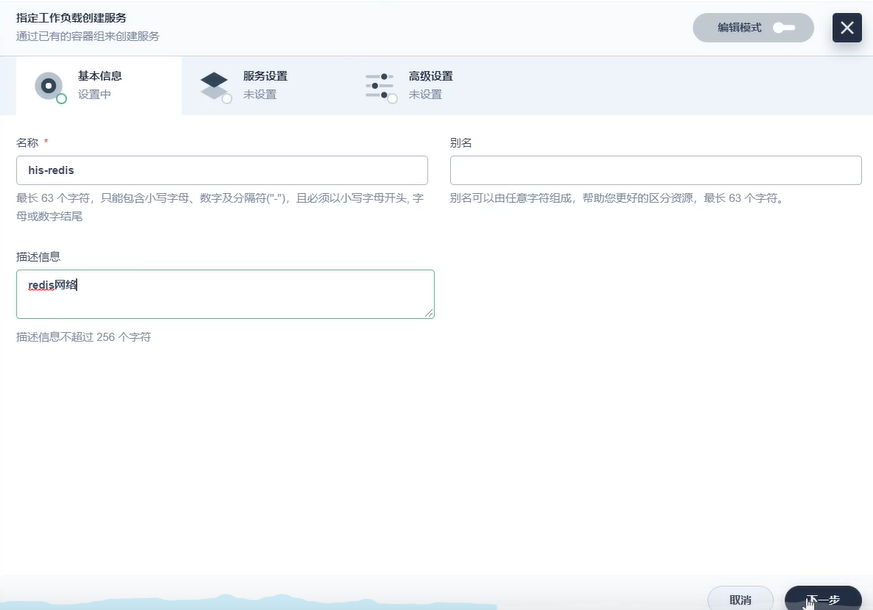 指定工作负载创建服务
通过已有的容器组来创建服务
编辑模式
基本信息
设置中
服务设置
未设置
高级设置
未设置
名称 *
his-redis
最长 63 个字符，只能包含小写字母、数字及分隔符("-")，且必须以小写字母开头, 字
母或数字结尾
别名
别名可以由任意字符组成，帮助您更好的区分资源，最长 63 个字符。
描述信息
redis网络
描述信息不超过 256 个字符
取消
下一步